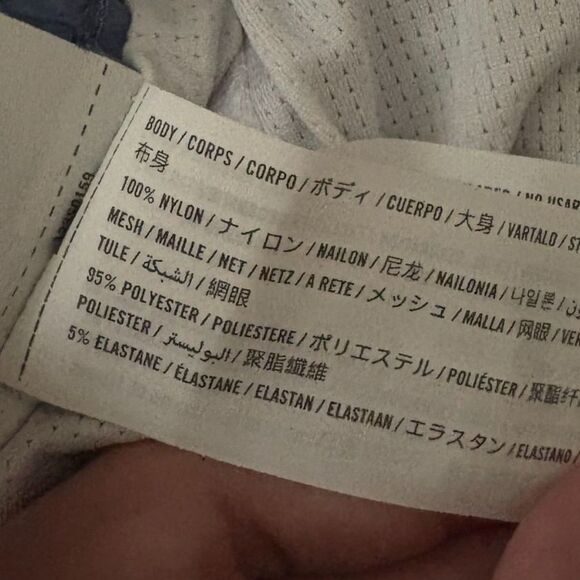 BODY / CORPS / CORPO / ボディ / CUERPO / 大身 / VARTALO /
布身
100% NYLON / ナイロン / NAILON / 尼龙 / NAILONIA / 나일론 /
MESH / MAILLE / NET / NETZ / A RETE / メッシュ / MALLA / 网眼 /
TULE / الشبكة / 網眼
95% POLYESTER / POLIESTERE / ポリエステル / POLIÉSTER / 聚酯纤
POLIESTER / البوليستر / 聚脂纖維
5% ELASTANE / ÉLASTANE / ELASTAN / ELASTAAN / エラスタン / ELASTANO /